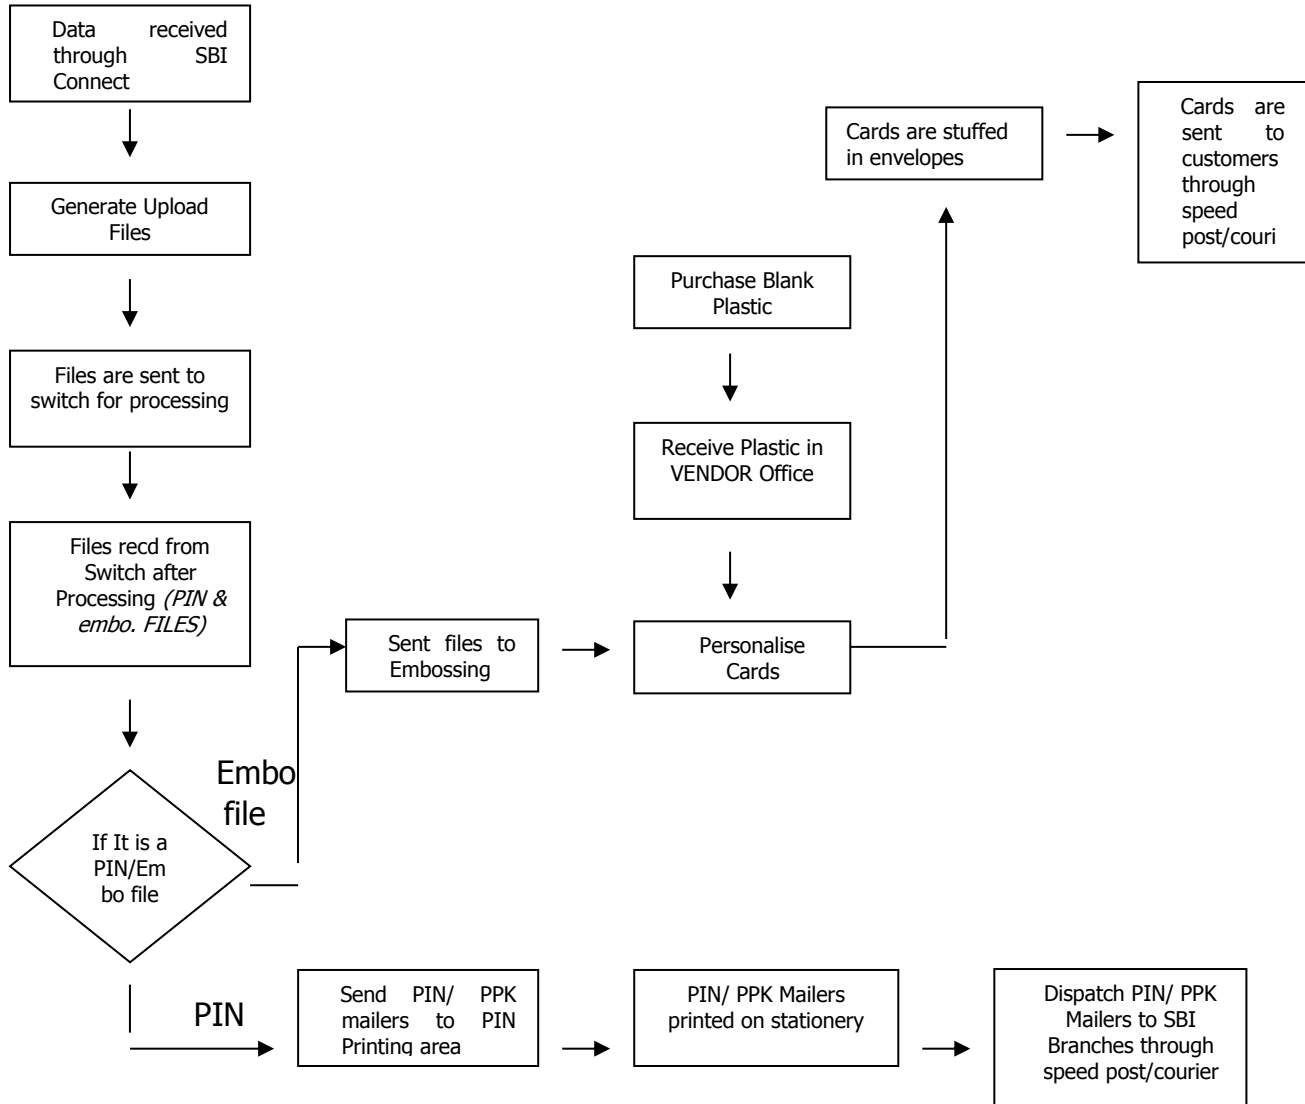 Data received
through SBI
Connect
Generate Upload
Files
Files are sent to
switch for processing
Files recd from
Switch after
Processing (PIN &
embo. FILES)
If It is a
PIN/Em
bo file
Embo
file
Sent files to
Embossing
Purchase Blank
Plastic
Receive Plastic in
VENDOR Office
Personalise
Cards
Cards are stuffed
in envelopes
Cards are
sent to
customers
through
speed
post/couri
PIN
Send PIN/ PPK
mailers to PIN
Printing area
PIN/ PPK Mailers
printed on stationery
Dispatch PIN/ PPK
Mailers to SBI
Branches through
speed post/courier